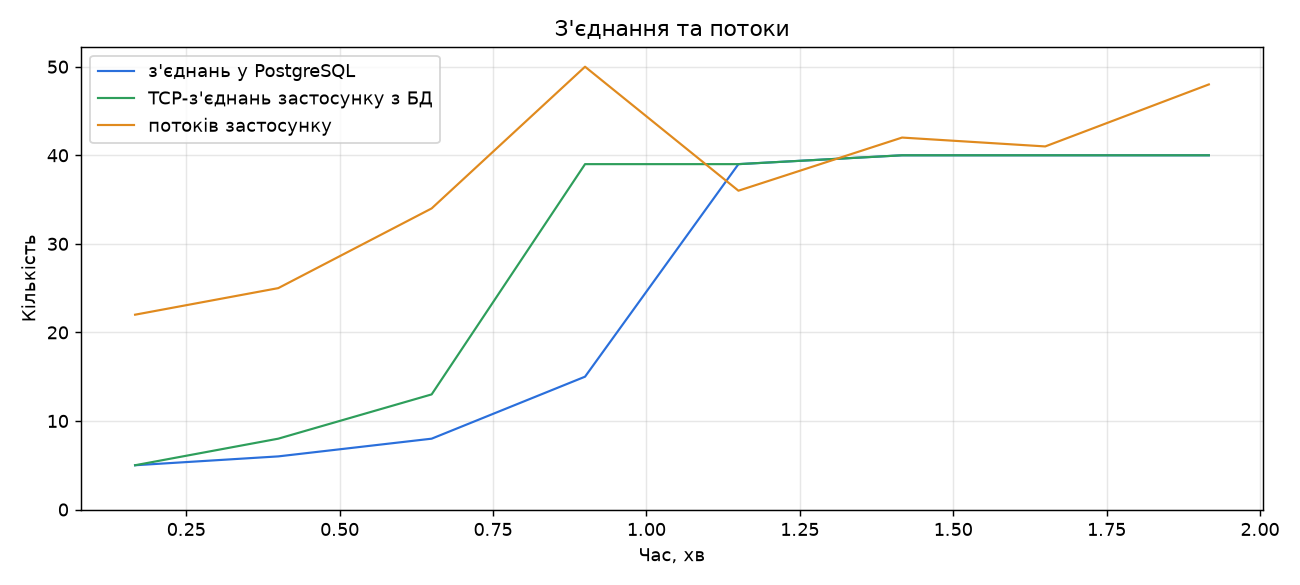 З'єднання та потоки
з'єднань у PostgreSQL
TCP-з'єднань застосунку з БД
потоків застосунку
50
40
30
20
10
0
Кількість
0.25 0.50 0.75 1.00 1.25 1.50 1.75 2.00
Час, хв